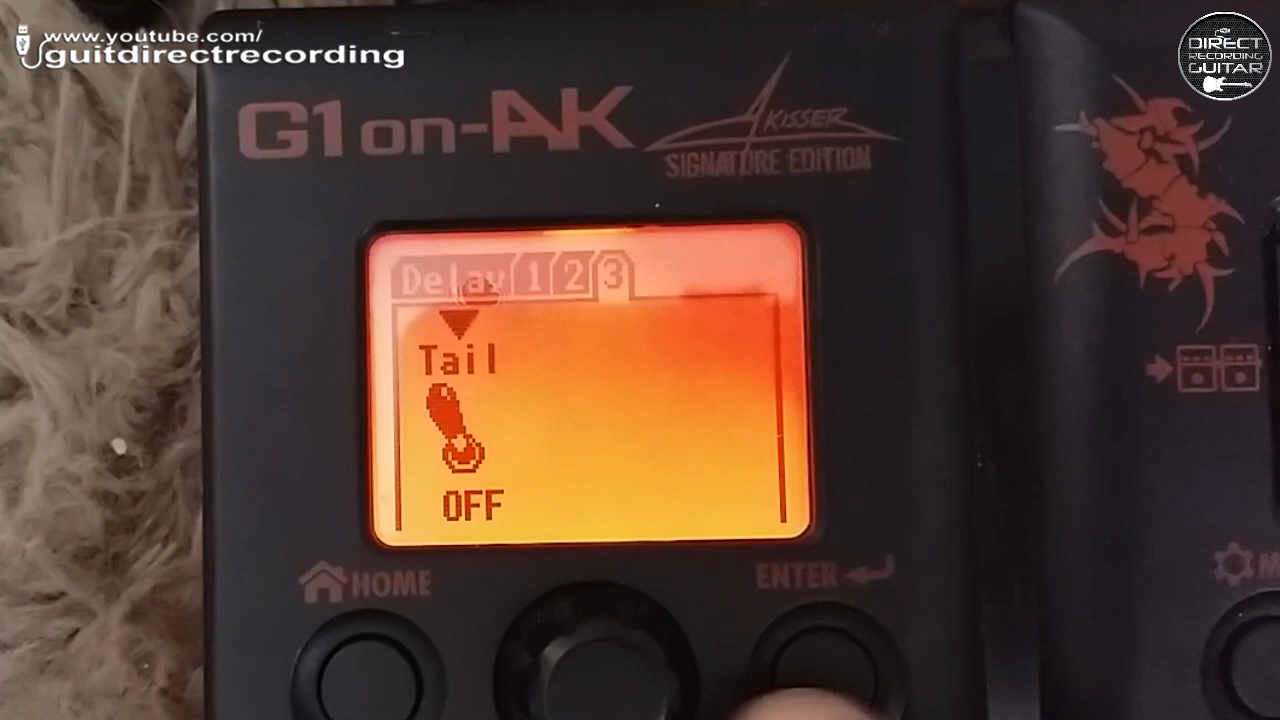 www.youtube.com/
guitdirectrecording
DIRECT
RECORDING
GUITAR
G1on-AK
AKISSER
SIGNATURE EDITION
Delay 1 2 3
Tail
OFF
HOME
ENTER